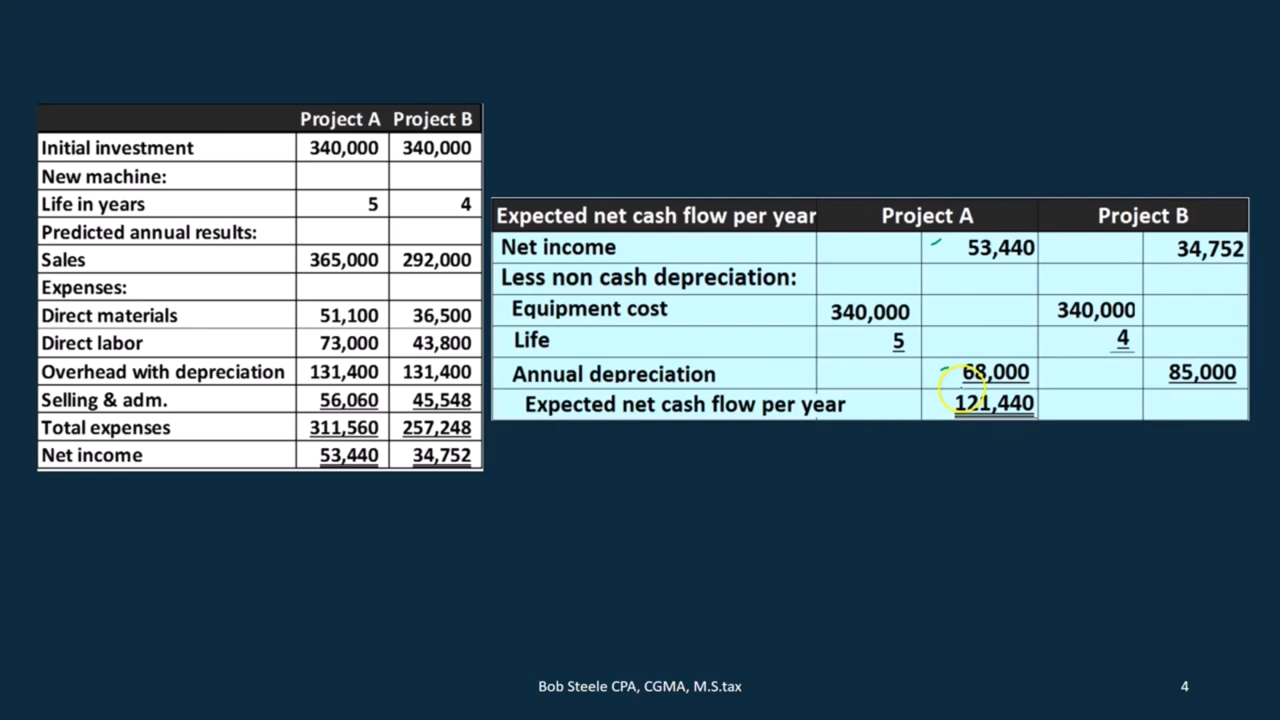 Project A Project B
Initial investment 340,000 340,000
New machine:
Life in years 5 4
Predicted annual results:
Sales 365,000 292,000
Expenses:
Direct materials 51,100 36,500
Direct labor 73,000 43,800
Overhead with depreciation 131,400 131,400
Selling & adm. 56,060 45,548
Total expenses 311,560 257,248
Net income 53,440 34,752
Expected net cash flow per year Project A Project B
Net income 53,440 34,752
Less non cash depreciation:
Equipment cost 340,000 340,000
Life 5 4
Annual depreciation 68,000 85,000
Expected net cash flow per year 121,440
Bob Steele CPA, CGMA, M.S.tax 4